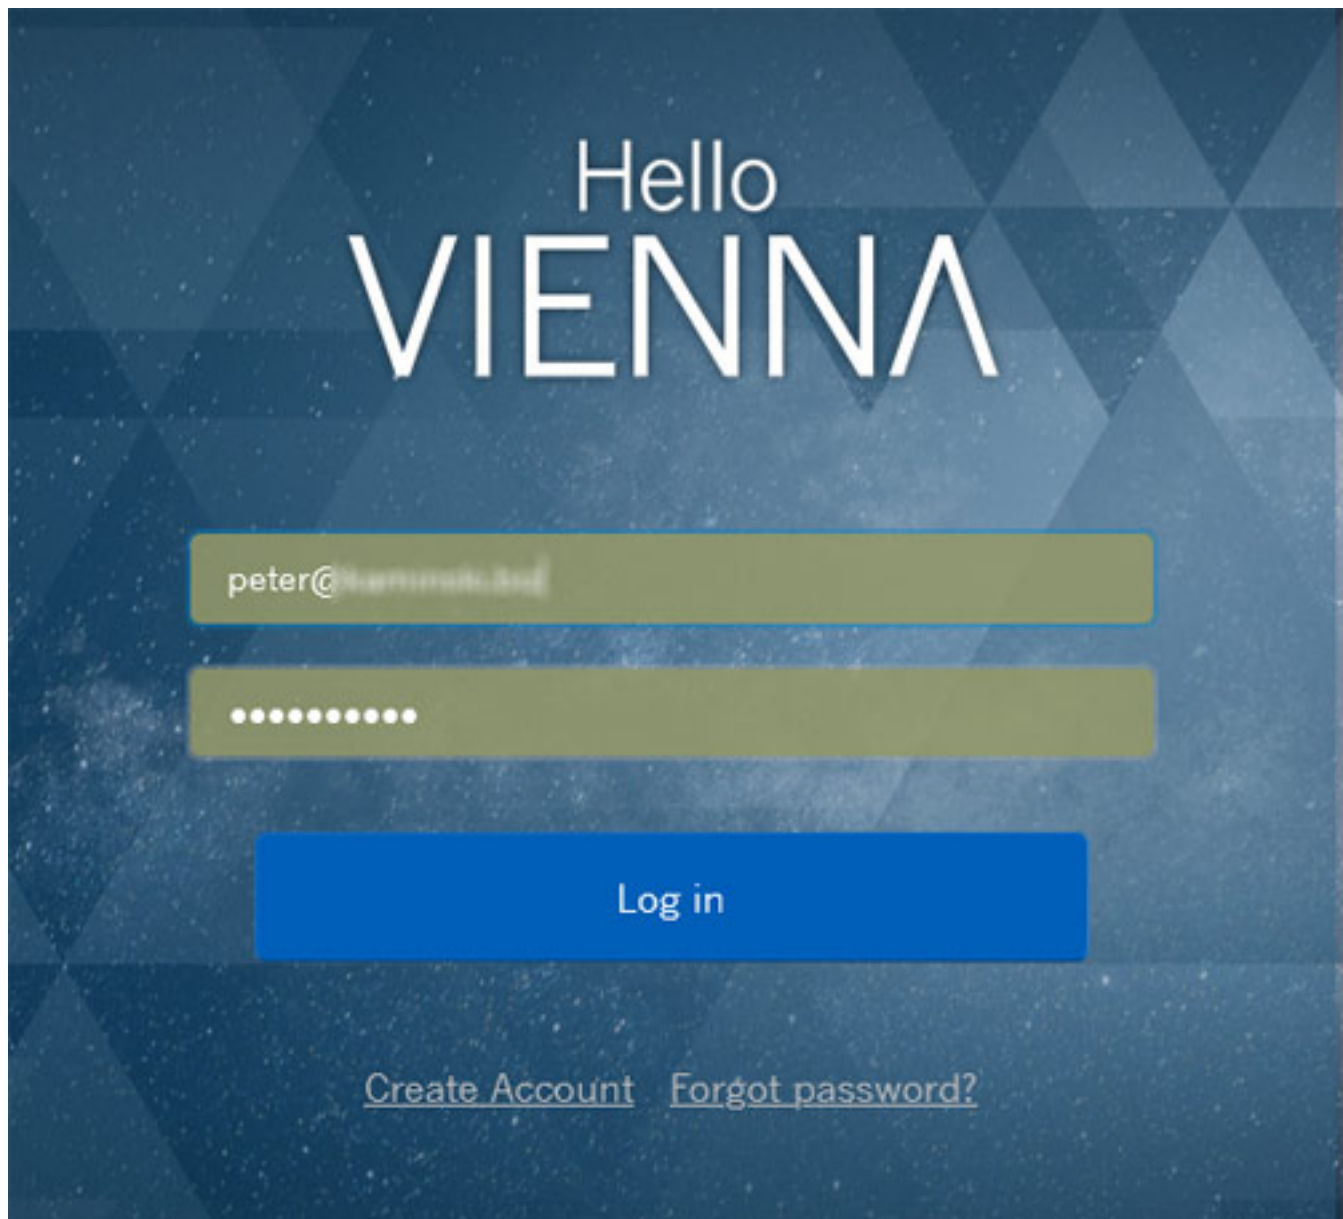 Hello
VIENNA
peter@
••••••••••
Log in
Create Account Forgot password?